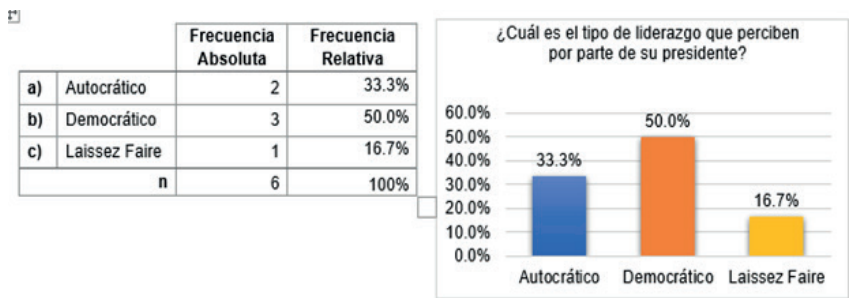 Frecuencia Absoluta Frecuencia Relativa
a) Autocrático 2 33.3%
b) Democrático 3 50.0%
c) Laissez Faire 1 16.7%
n 6 100%
¿Cuál es el tipo de liderazgo que perciben
por parte de su presidente?
60.0%
50.0%
40.0%
30.0%
20.0%
10.0%
0.0%
33.3%
50.0%
16.7%
Autocrático Democrático Laissez Faire